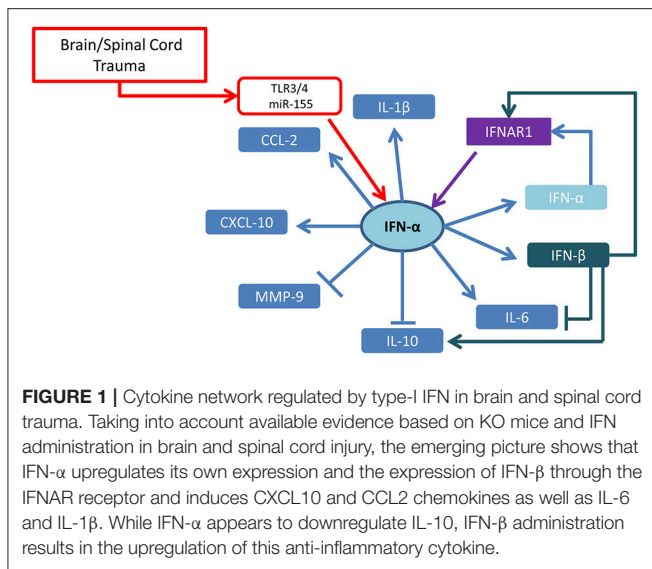 Brain/Spinal Cord
Trauma
TLR3/4
miR-155
IL-1β
CCL-2
IFNAR1
CXCL-10
IFN-α
IFN-α
IFN-β
MMP-9
IL-6
IL-10
FIGURE 1 | Cytokine network regulated by type-I IFN in brain and spinal cord
trauma. Taking into account available evidence based on KO mice and IFN
administration in brain and spinal cord injury, the emerging picture shows that
IFN-α upregulates its own expression and the expression of IFN-β through the
IFNAR receptor and induces CXCL10 and CCL2 chemokines as well as IL-6
and IL-1β. While IFN-α appears to downregulate IL-10, IFN-β administration
results in the upregulation of this anti-inflammatory cytokine.